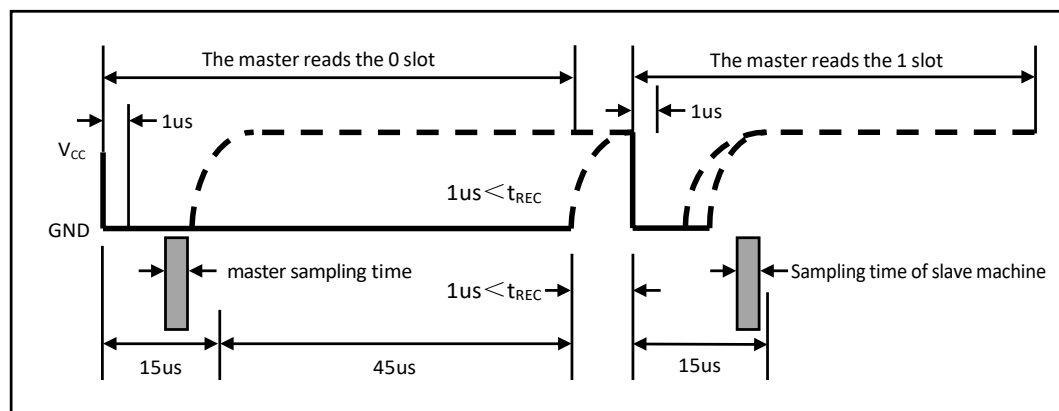 The master reads the 0 slot
The master reads the 1 slot
1us
1us
VCC
1us<tREC
GND
master sampling time
Sampling time of slave machine
1us<tREC
15us
45us
15us